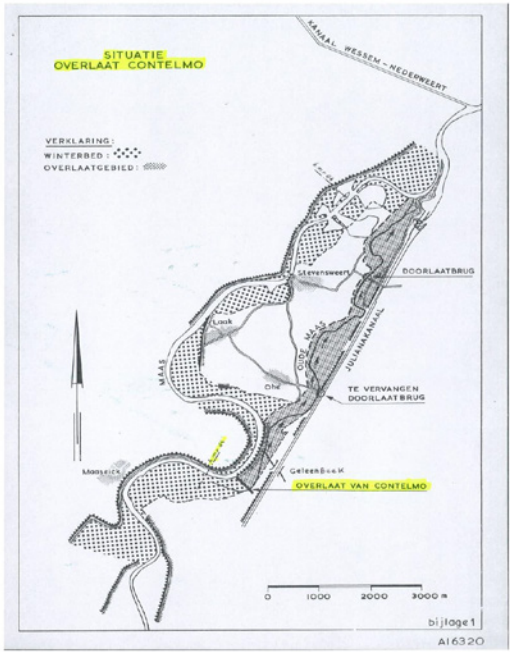 KANAAL WESSEM-NEDERWEERT
SITUATIE
OVERLAAT CONTELMO
VERKLARING:
WINTERBED:
OVERLAATGEBIED:
Stevensweert
DOORLAATBRUG
Laak
OUDE MAAS
JULIANAKANAAL
MAAS
Ohé
TE VERVANGEN
DOORLAATBRUG
Maaseick
GeleenBeek
OVERLAAT VAN CONTELMO
0 1000 2000 3000 m
bijlage 1
A16320